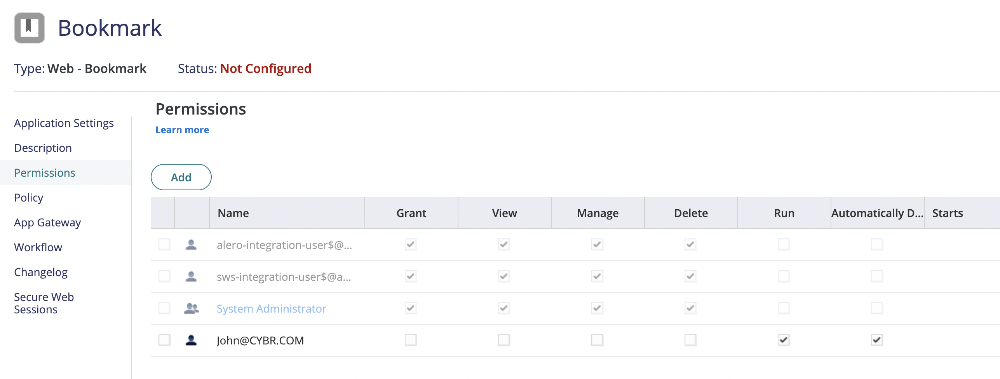 Bookmark
Type: Web - Bookmark Status: Not Configured
Permissions
Learn more
Application Settings
Description
Permissions
Policy
App Gateway
Workflow
Changelog
Secure Web
Sessions
Add
Name Grant View Manage Delete Run Automatically D... Starts
alero-integration-user$@...
sws-integration-user$@a...
System Administrator
John@CYBR.COM